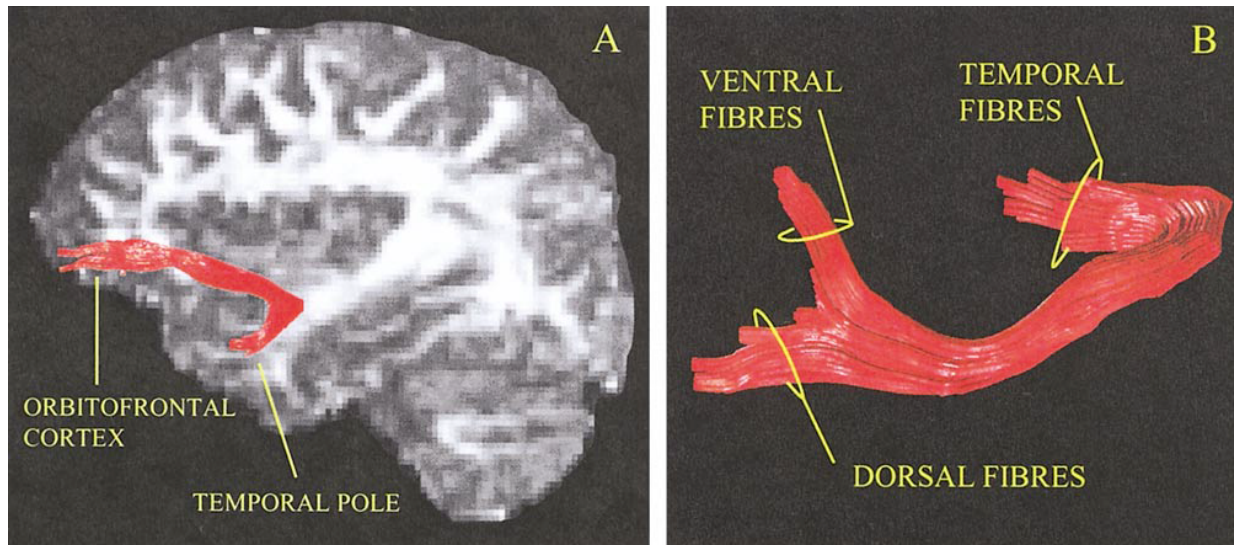 A
ORBITOFRONTAL
CORTEX
TEMPORAL POLE
B
VENTRAL
FIBRES
TEMPORAL
FIBRES
DORSAL FIBRES